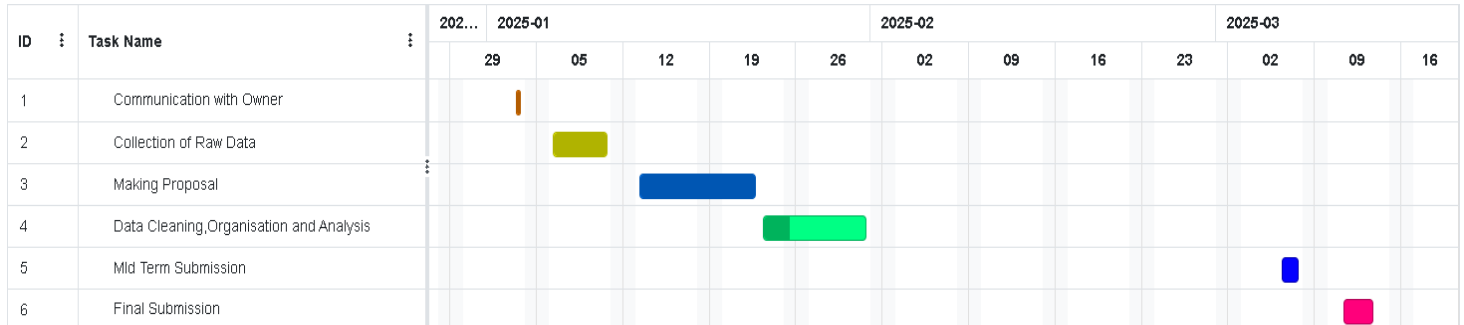 ID Task Name 202... 2025-01 2025-02 2025-03
29 05 12 19 26 02 09 16 23 02 09 16
1 Communication with Owner
2 Collection of Raw Data
3 Making Proposal
4 Data Cleaning,Organisation and Analysis
5 MId Term Submission
6 Final Submission